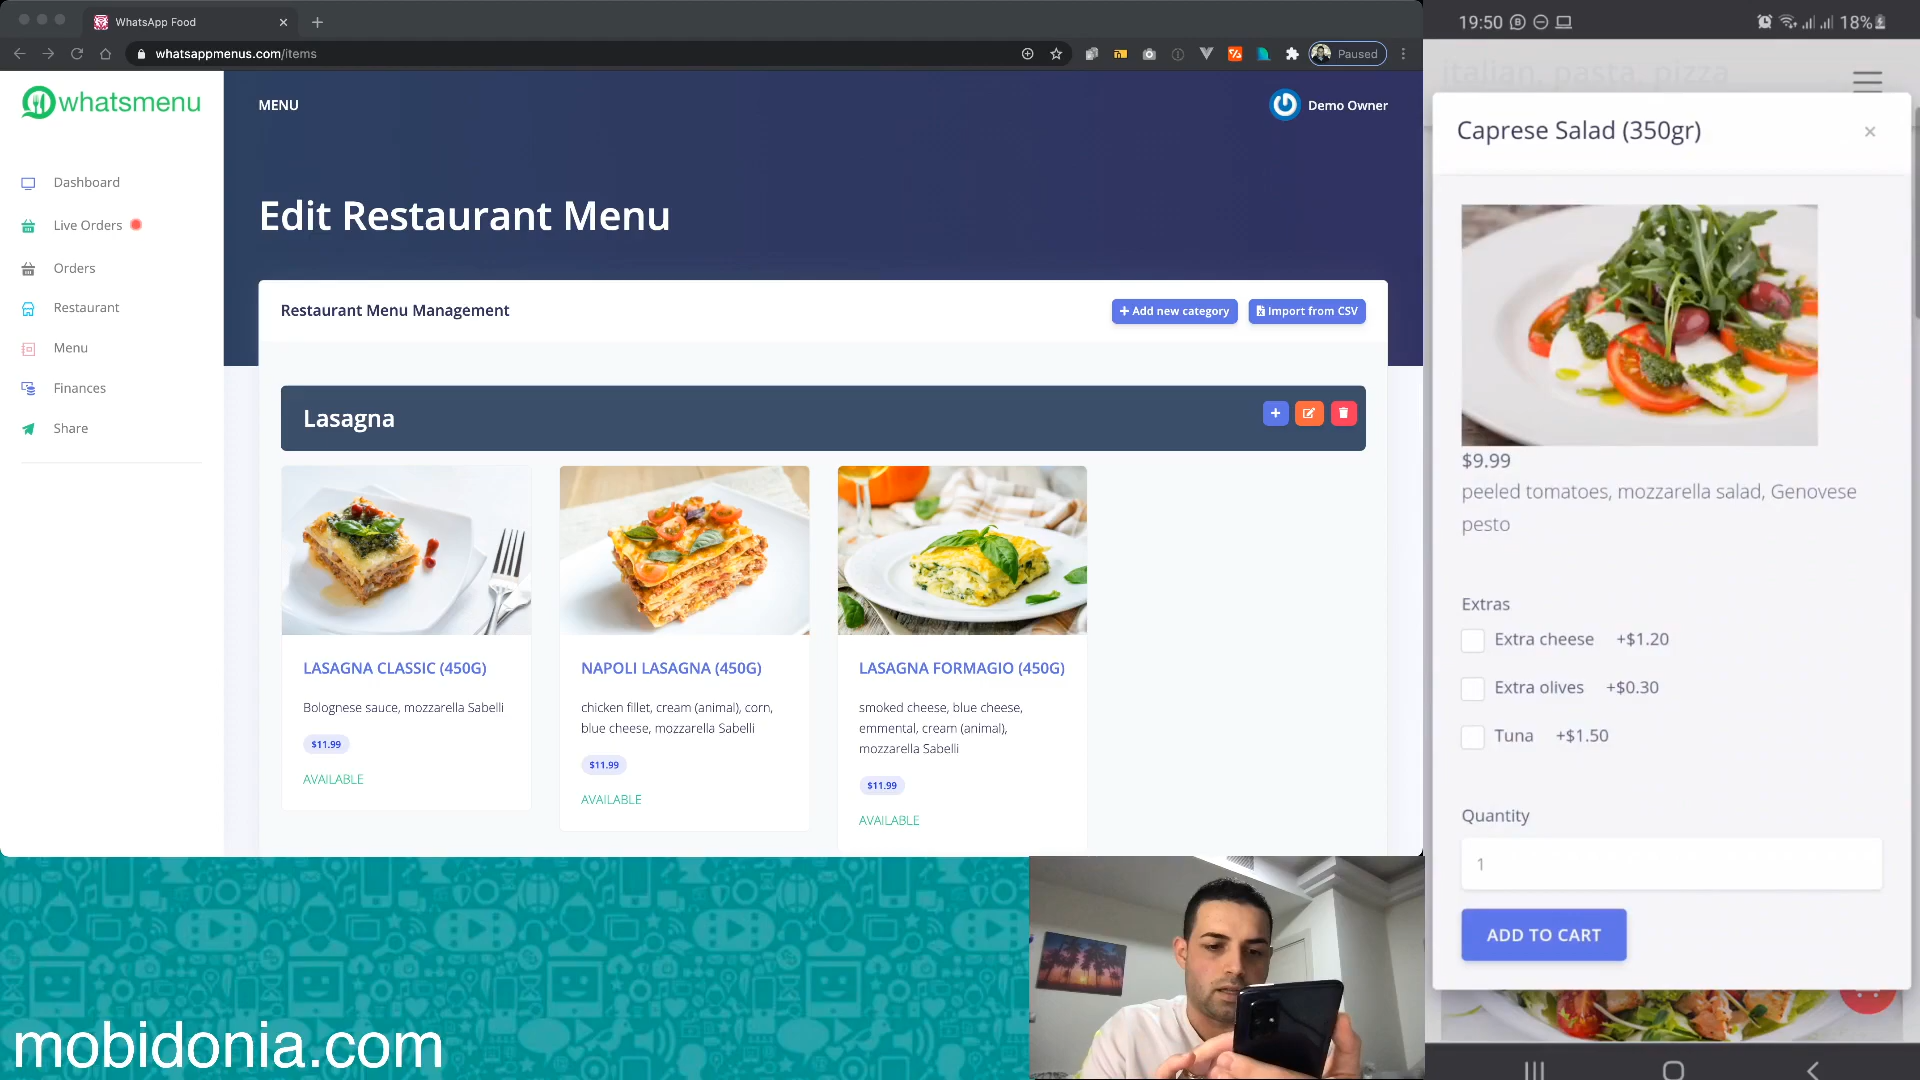 WhatsApp Food
whatsappmenus.com/items
Paused
whatsmenu
MENU
Demo Owner
Dashboard
Live Orders
Orders
Restaurant
Menu
Finances
Share
Edit Restaurant Menu
Restaurant Menu Management
Add new category
Import from CSV
Lasagna
LASAGNA CLASSIC (450G)
Bolognese sauce, mozzarella Sabelli
$11.99
AVAILABLE
NAPOLI LASAGNA (450G)
chicken fillet, cream (animal), corn,
blue cheese, mozzarella Sabelli
$11.99
AVAILABLE
LASAGNA FORMAGIO (450G)
smoked cheese, blue cheese,
emmental, cream (animal),
mozzarella Sabelli
$11.99
AVAILABLE
mobidonia.com
19:50
18%
italian, pasta, pizza
Caprese Salad (350gr)
$9.99
peeled tomatoes, mozzarella salad, Genovese
pesto
Extras
Extra cheese +$1.20
Extra olives +$0.30
Tuna +$1.50
Quantity
1
ADD TO CART